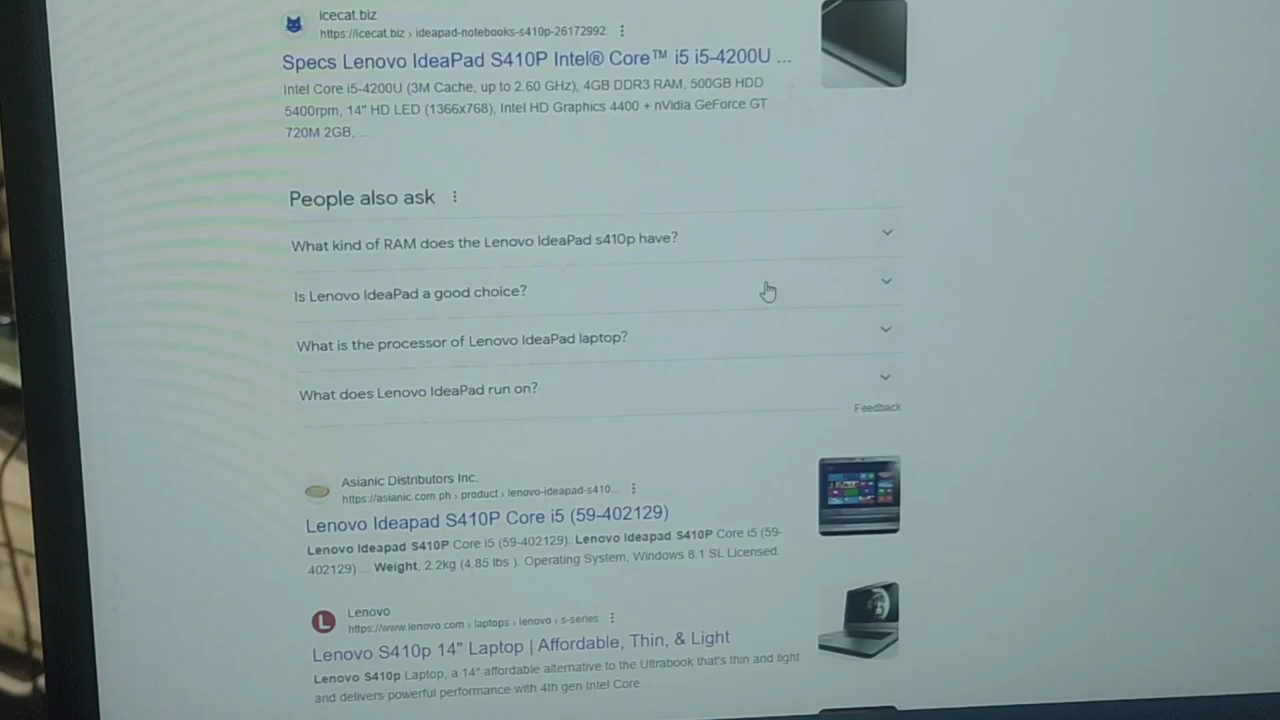 icecat.biz
https://icecat.biz › ideapad-notebooks-s410p-26172992
Specs Lenovo IdeaPad S410P Intel® Core™ i5 i5-4200U ...
Intel Core i5-4200U (3M Cache, up to 2.60 GHz), 4GB DDR3 RAM, 500GB HDD
5400rpm, 14" HD LED (1366x768), Intel HD Graphics 4400 + nVidia GeForce GT
720M 2GB, ...
People also ask
What kind of RAM does the Lenovo IdeaPad s410p have?
Is Lenovo IdeaPad a good choice?
What is the processor of Lenovo IdeaPad laptop?
What does Lenovo IdeaPad run on?
Feedback
Asianic Distributors Inc.
https://asianic.com.ph › product › lenovo-ideapad-s410...
Lenovo Ideapad S410P Core i5 (59-402129)
Lenovo Ideapad S410P Core i5 (59-402129). Lenovo Ideapad S410P Core i5 (59-
402129) ... Weight, 2.2kg (4.85 lbs ). Operating System, Windows 8.1 SL Licensed.
L
Lenovo
https://www.lenovo.com › laptops › lenovo › s-series
Lenovo S410p 14" Laptop | Affordable, Thin, & Light
Lenovo S410p Laptop, a 14" affordable alternative to the Ultrabook that's thin and light
and delivers powerful performance with 4th gen Intel Core ...